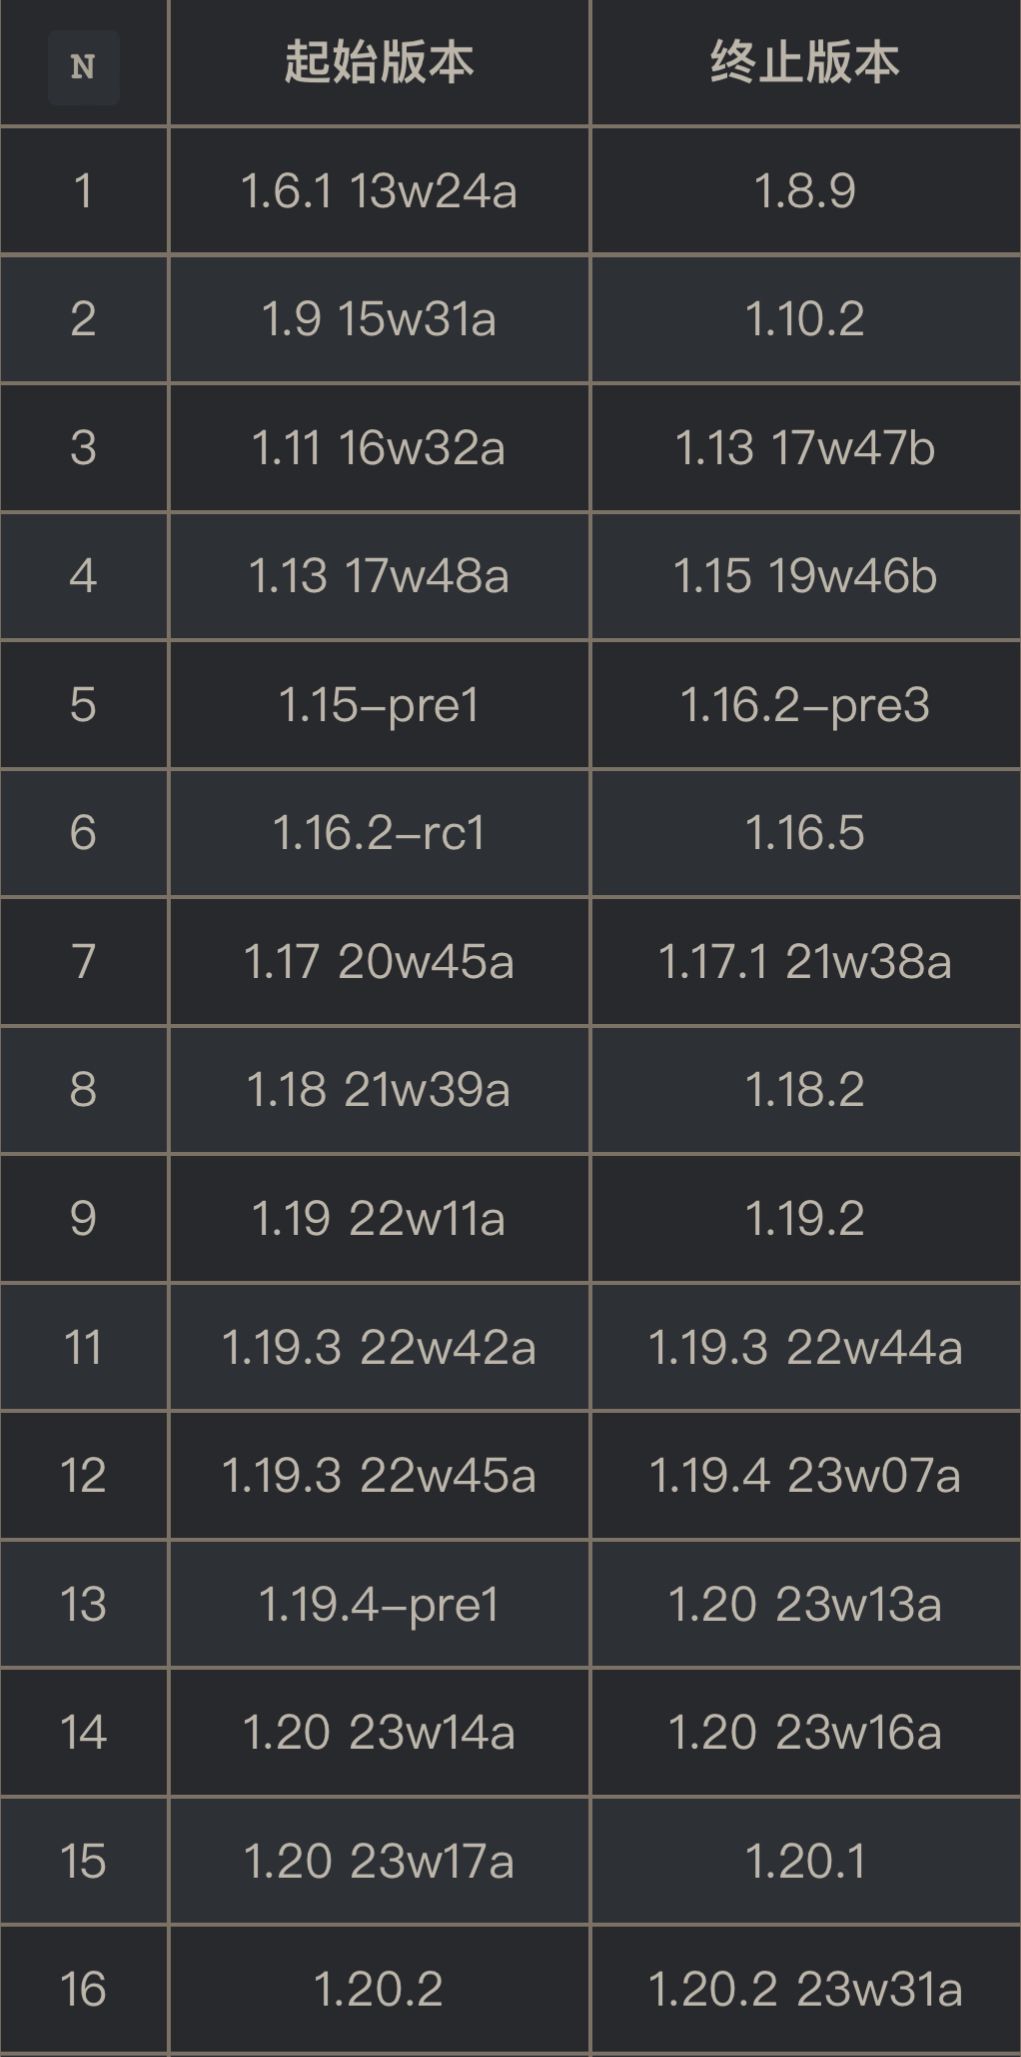 N 起始版本 终止版本
1 1.6.1 13w24a 1.8.9
2 1.9 15w31a 1.10.2
3 1.11 16w32a 1.13 17w47b
4 1.13 17w48a 1.15 19w46b
5 1.15–pre1 1.16.2–pre3
6 1.16.2–rc1 1.16.5
7 1.17 20w45a 1.17.1 21w38a
8 1.18 21w39a 1.18.2
9 1.19 22w11a 1.19.2
11 1.19.3 22w42a 1.19.3 22w44a
12 1.19.3 22w45a 1.19.4 23w07a
13 1.19.4–pre1 1.20 23w13a
14 1.20 23w14a 1.20 23w16a
15 1.20 23w17a 1.20.1
16 1.20.2 1.20.2 23w31a